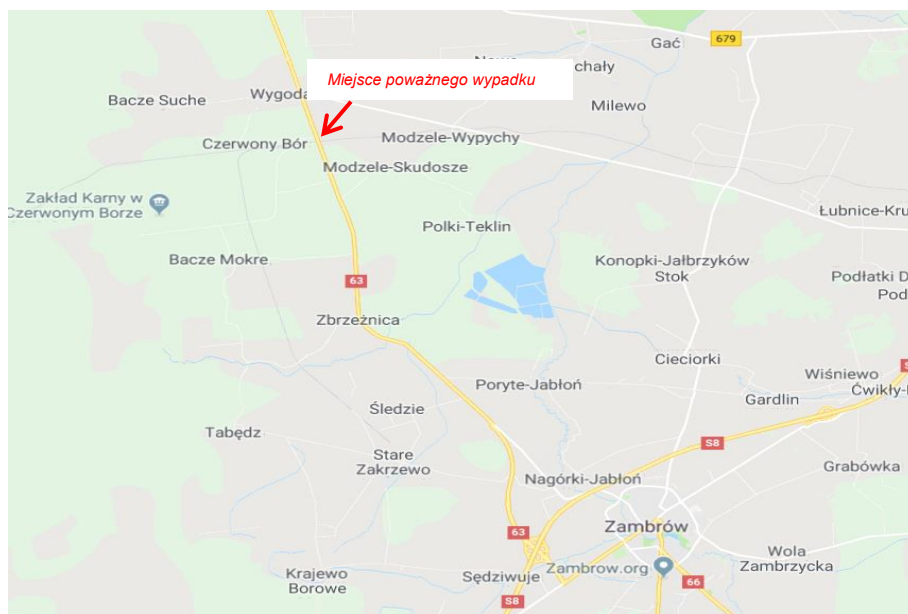 679
Gać
chały
Miejsce poważnego wypadku
Wygoda
Bacze Suche
Milewo
Czerwony Bór
Modzele-Wypychy
Modzele-Skudosze
Zakład Karny w
Czerwonym Borze
Łubnice-Kru
Polki-Teklin
Bacze Mokre
Konopki-Jałbrzyków
Stok
Podłatki D
Pod
63
Zbrzeźnica
Cieciorki
Wiśniewo
Ćwikły-
Poryte-Jabłoń
Gardlin
Śledzie
Tabędz
S8
Stare
Zakrzewo
Grabówka
Nagórki-Jabłoń
63
Zambrów
Wola
Zambrzycka
Zambrow.org
Krajewo
Borowe
Sędziwuje
66
S8